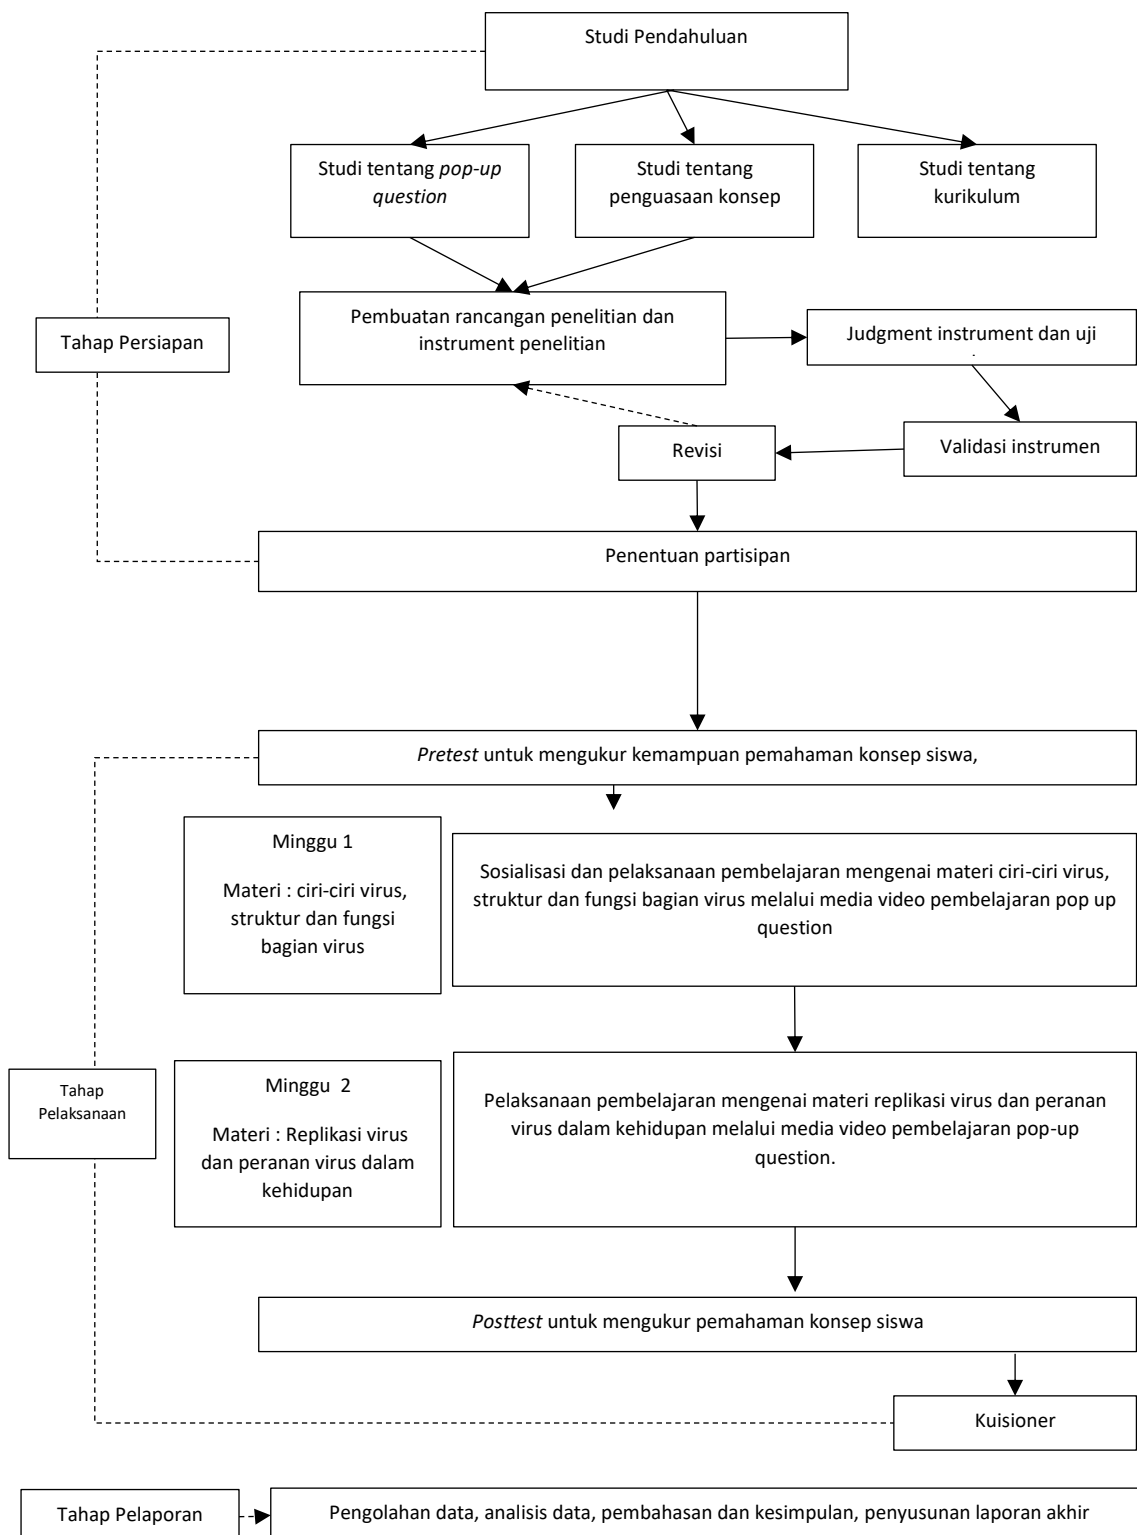 Studi Pendahuluan
Studi tentang pop-up
question
Studi tentang
penguasaan konsep
Studi tentang
kurikulum
Pembuatan rancangan penelitian dan
instrument penelitian
Judgment instrument dan uji
Tahap Persiapan
Revisi
Validasi instrumen
Penentuan partisipan
Pretest untuk mengukur kemampuan pemahaman konsep siswa,
Minggu 1
Materi : ciri-ciri virus,
struktur dan fungsi
bagian virus
Sosialisasi dan pelaksanaan pembelajaran mengenai materi ciri-ciri virus,
struktur dan fungsi bagian virus melalui media video pembelajaran pop up
question
Tahap
Pelaksanaan
Minggu 2
Materi : Replikasi virus
dan peranan virus dalam
kehidupan
Pelaksanaan pembelajaran mengenai materi replikasi virus dan peranan
virus dalam kehidupan melalui media video pembelajaran pop-up
question.
Posttest untuk mengukur pemahaman konsep siswa
Kuisioner
Tahap Pelaporan
Pengolahan data, analisis data, pembahasan dan kesimpulan, penyusunan laporan akhir